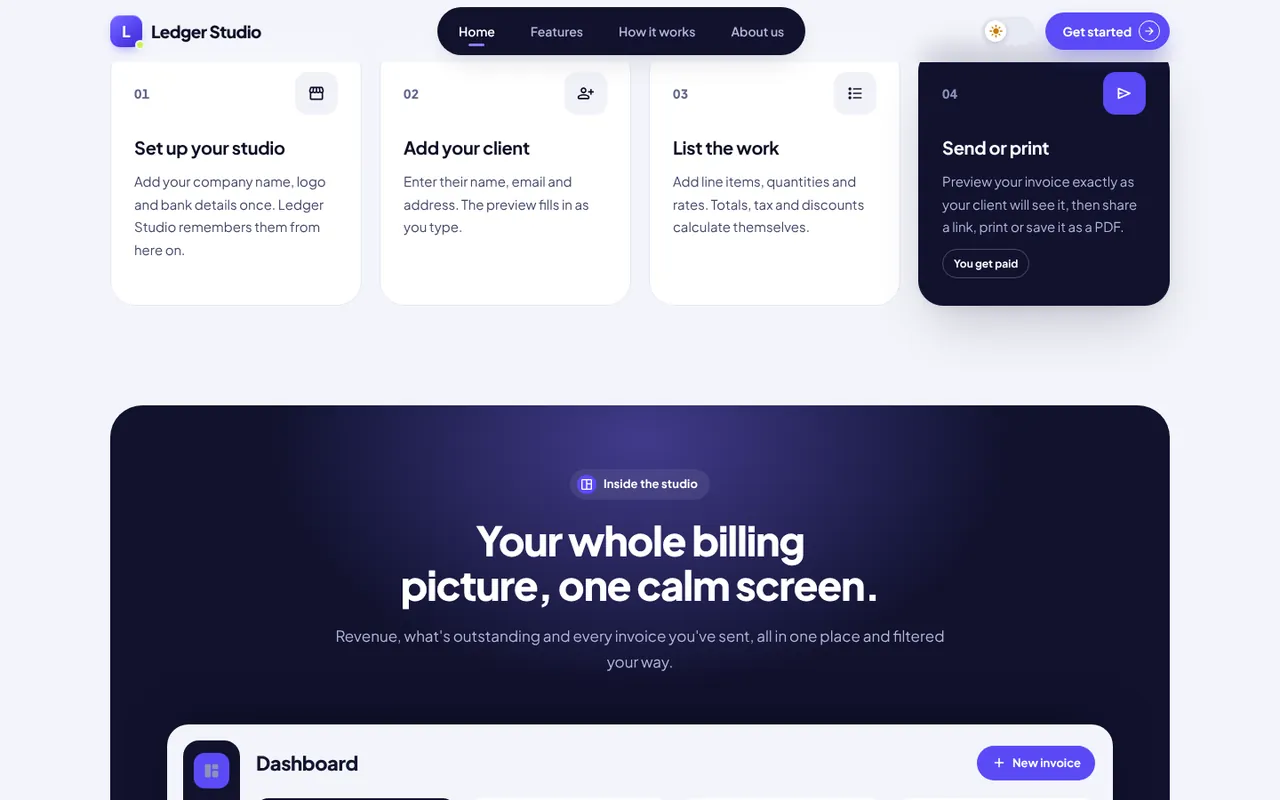 L Ledger Studio
Home Features How it works About us
Get started
01
Set up your studio
Add your company name, logo
and bank details once. Ledger
Studio remembers them from
here on.
02
Add your client
Enter their name, email and
address. The preview fills in as
you type.
03
List the work
Add line items, quantities and
rates. Totals, tax and discounts
calculate themselves.
04
Send or print
Preview your invoice exactly as
your client will see it, then share
a link, print or save it as a PDF.
You get paid
Inside the studio
Your whole billing
picture, one calm screen.
Revenue, what's outstanding and every invoice you've sent, all in one place and filtered
your way.
Dashboard
+ New invoice